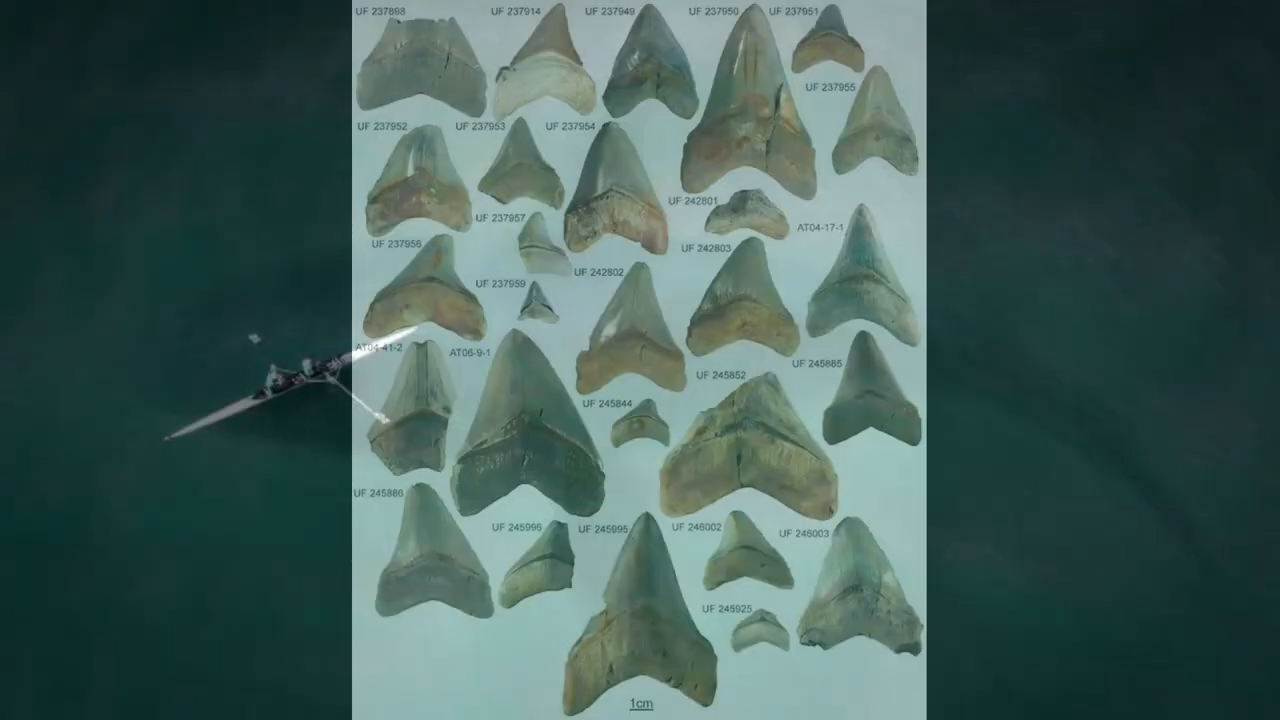 UF 237898
UF 237914
UF 237949
UF 237950
UF 237951
UF 237955
UF 237952
UF 237953
UF 237954
UF 242801
UF 237957
AT04-17-1
UF 237956
UF 242803
UF 242802
UF 237959
AT04-41-2
AT06-9-1
UF 245885
UF 245852
UF 245844
UF 245886
UF 245996
UF 245995
UF 246002
UF 246003
UF 245925
1cm